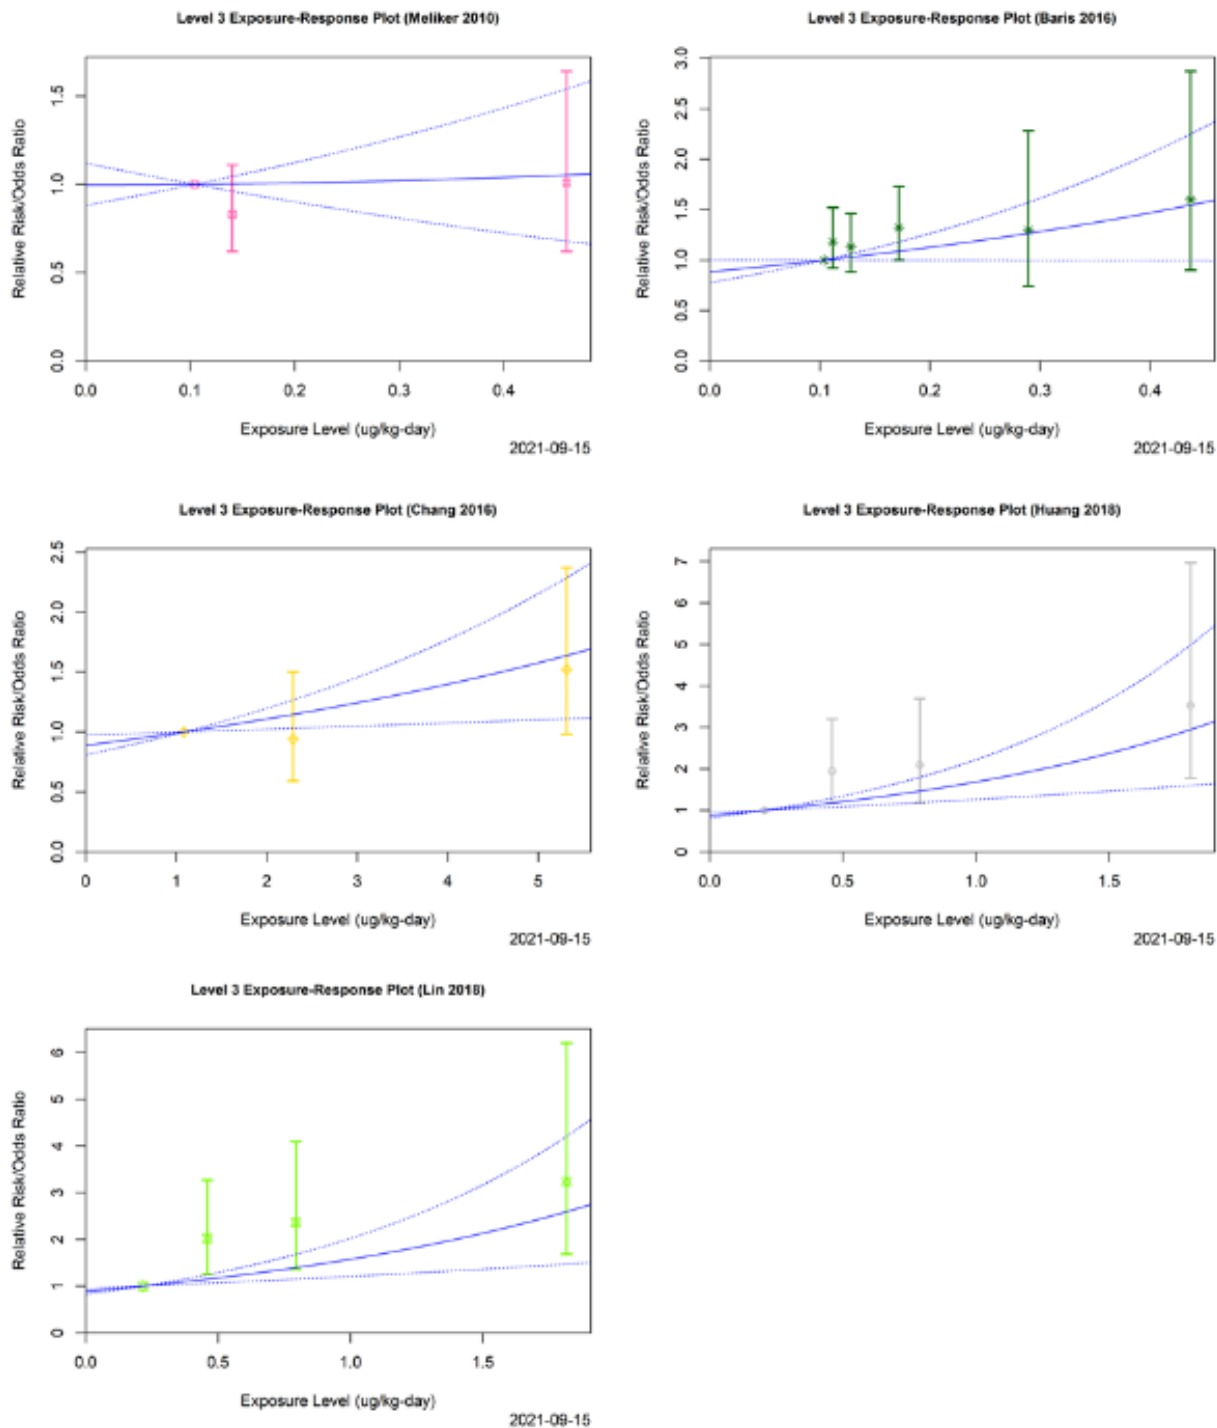 Level 3 Exposure-Response Plot (Meliker 2010)
Relative Risk/Odds Ratio
1.5
1.0
0.5
0.0
0.0 0.1 0.2 0.3 0.4
Exposure Level (ug/kg-day)
2021-09-15
Level 3 Exposure-Response Plot (Baris 2016)
Relative Risk/Odds Ratio
3.0
2.5
2.0
1.5
1.0
0.5
0.0
0.0 0.1 0.2 0.3 0.4
Exposure Level (ug/kg-day)
2021-09-15
Level 3 Exposure-Response Plot (Chang 2016)
Relative Risk/Odds Ratio
2.5
2.0
1.5
1.0
0.5
0.0
0 1 2 3 4 5
Exposure Level (ug/kg-day)
2021-09-15
Level 3 Exposure-Response Plot (Huang 2018)
Relative Risk/Odds Ratio
7
6
5
4
3
2
1
0
0.0 0.5 1.0 1.5
Exposure Level (ug/kg-day)
2021-09-15
Level 3 Exposure-Response Plot (Lin 2018)
Relative Risk/Odds Ratio
6
5
4
3
2
1
0
0.0 0.5 1.0 1.5
Exposure Level (ug/kg-day)
2021-09-15